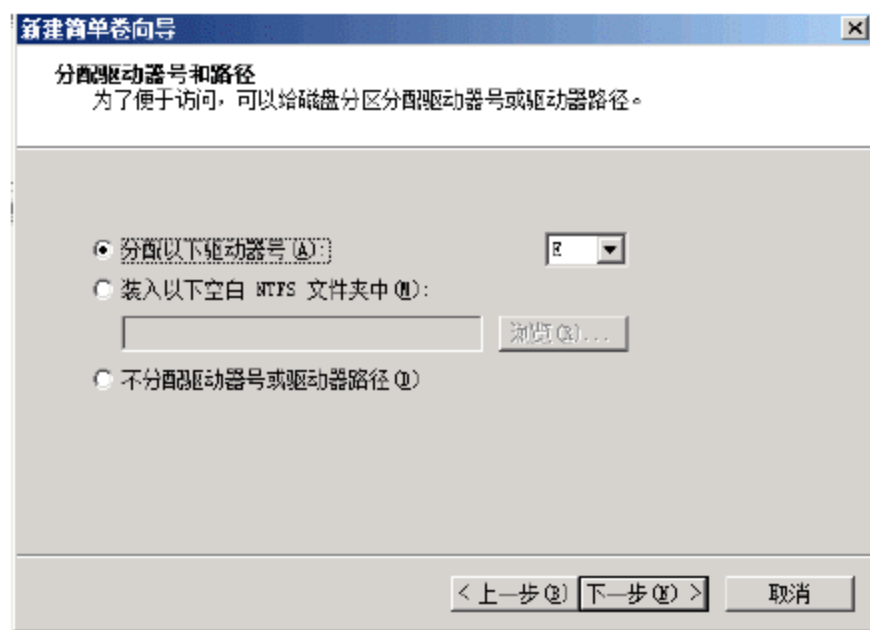 新建简单卷向导
分配驱动器号和路径
为了便于访问，可以给磁盘分区分配驱动器号或驱动器路径。
分配以下驱动器号(A): E
装入以下空白 NTFS 文件夹中(M):
浏览(R)...
不分配驱动器号或驱动器路径(D)
<上一步(B) 下一步(N)> 取消